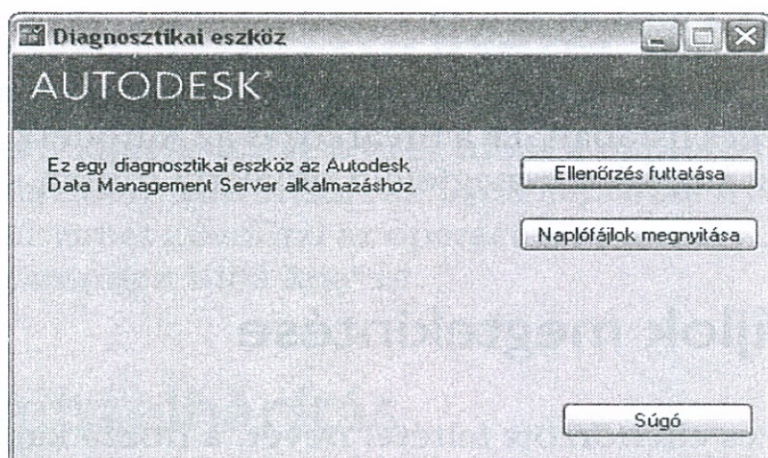 Diagnosztikai eszköz
AUTODESK®
Ez egy diagnosztikai eszköz az Autodesk
Data Management Server alkalmazáshoz.
Ellenőrzés futtatása
Naplófájlok megnyitása
Súgó